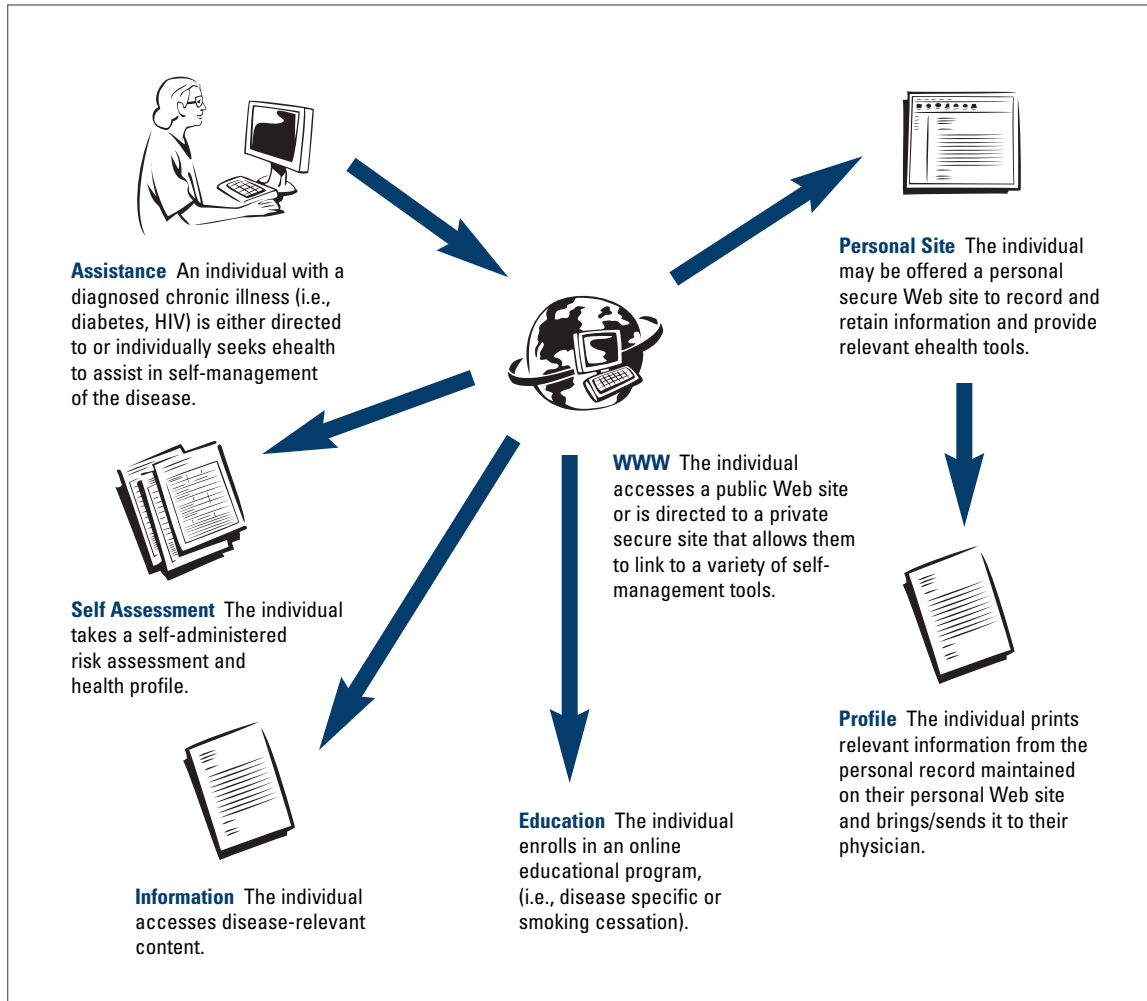 Assistance An individual with a
diagnosed chronic illness (i.e.,
diabetes, HIV) is either directed
to or individually seeks ehealth
to assist in self-management
of the disease.
Personal Site The individual
may be offered a personal
secure Web site to record and
retain information and provide
relevant ehealth tools.
WWW The individual
accesses a public Web site
or is directed to a private
secure site that allows them
to link to a variety of self-
management tools.
Self Assessment The individual
takes a self-administered
risk assessment and
health profile.
Profile The individual prints
relevant information from the
personal record maintained
on their personal Web site
and brings/sends it to their
physician.
Education The individual
enrolls in an online
educational program,
(i.e., disease specific or
smoking cessation).
Information The individual
accesses disease-relevant
content.